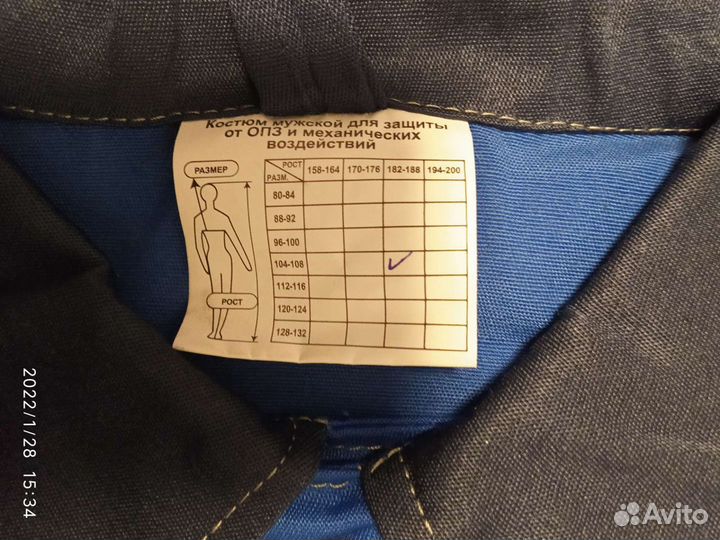 Костюм мужской для защиты
от ОПЗ и механических
воздействий
РАЗМЕР
РОСТ
РАЗМ.
158-164 170-176 182-188 194-200
80-84
88-92
96-100
104-108
112-116
120-124
128-132
РОСТ
2022/1/28 15:34
Avito